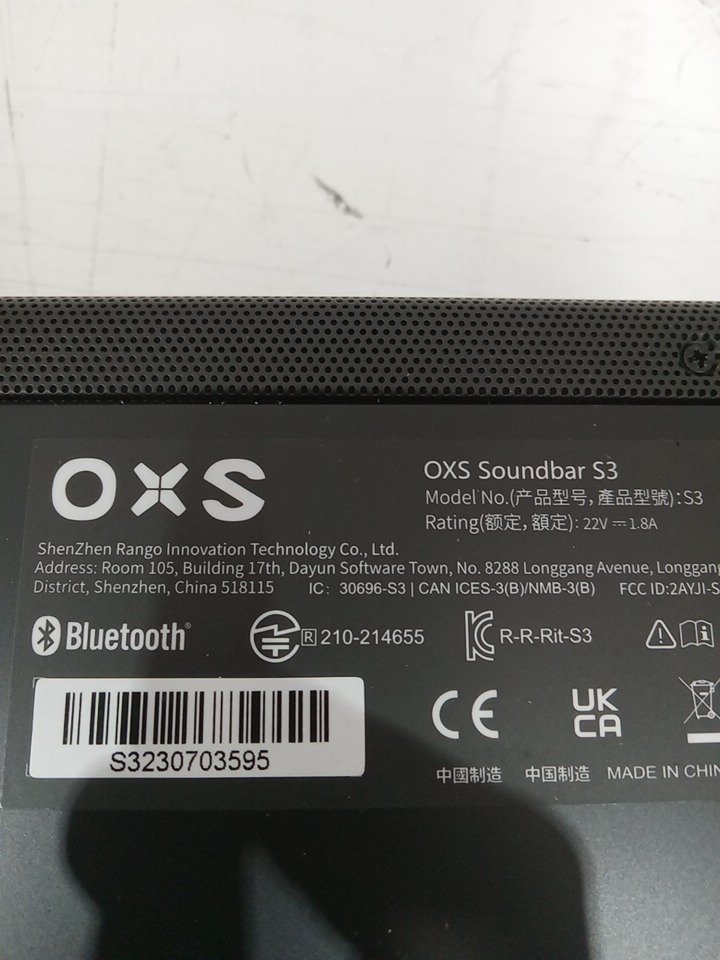 OXS
OXS Soundbar S3
Model No.(产品型号,產品型號):S3
Rating(额定,額定): 22V⎓1.8A
ShenZhen Rango Innovation Technology Co., Ltd.
Address: Room 105, Building 17th, Dayun Software Town, No. 8288 Longgang Avenue, Longgang
District, Shenzhen, China 518115 IC: 30696-S3 | CAN ICES-3(B)/NMB-3(B) FCC ID:2AYJI-S
Bluetooth®
R 210-214655
R-R-Rit-S3
CE
UK
CA
S3230703595
中國制造 中国制造 MADE IN CHIN